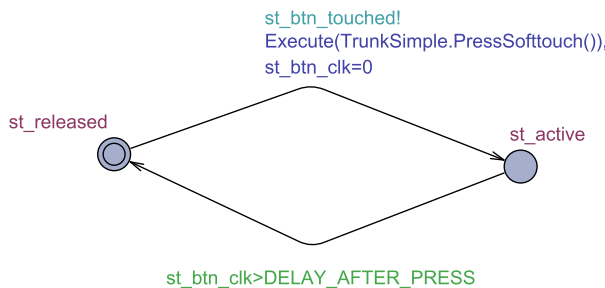 st_btn_touched!
Execute(TrunkSimple.PressSofttouch()),
st_btn_clk=0
st_released
st_active
st_btn_clk>DELAY_AFTER_PRESS